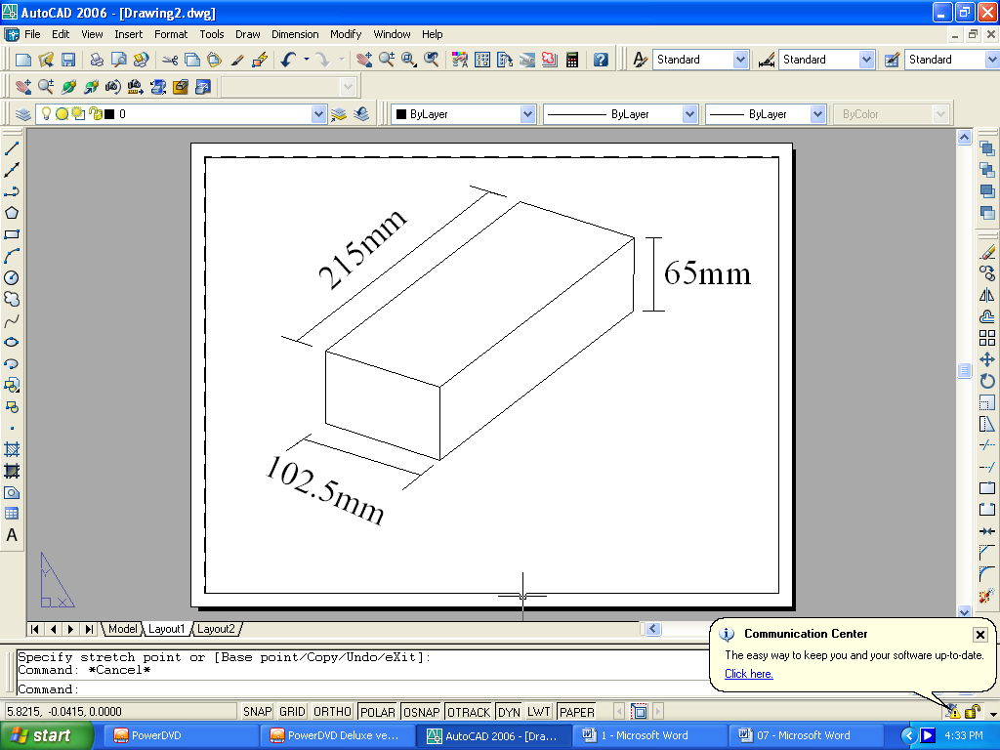 AutoCAD 2006 - [Drawing2.dwg]
File Edit View Insert Format Tools Draw Dimension Modify Window Help
Standard Standard Standard
0 ByLayer ByLayer ByLayer ByColor
215mm
65mm
102.5mm
Y
X
A
Model Layout1 Layout2
Specify stretch point or [Base point/Copy/Undo/eXit]:
Command: *Cancel*
Command:
Communication Center
The easy way to keep you and your software up-to-date.
Click here.
5.8215, -0.0415, 0.0000 SNAP GRID ORTHO POLAR OSNAP OTRACK DYN LWT PAPER
start PowerDVD PowerDVD Deluxe ve... AutoCAD 2006 - [Dra... 1 - Microsoft Word 07 - Microsoft Word 4:33 PM